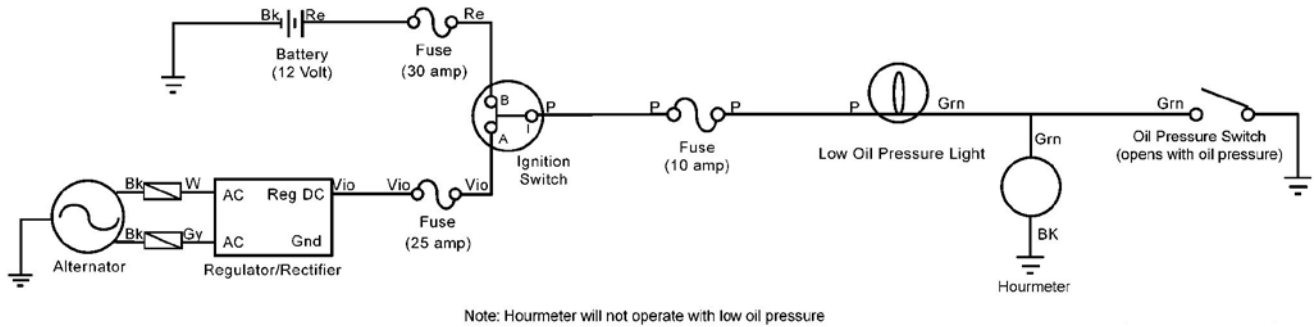 Bk
Re
Re
Battery
(12 Volt)
Fuse
(30 amp)
B
A
I
P
Ignition
Switch
P
P
Fuse
(10 amp)
P
Grn
Low Oil Pressure Light
Grn
Grn
Oil Pressure Switch
(opens with oil pressure)
BK
Hourmeter
Bk
W
Bk
Gy
Alternator
AC
Reg DC
AC
Gnd
Regulator/Rectifier
Vio
Vio
Vio
Fuse
(25 amp)
Note: Hourmeter will not operate with low oil pressure